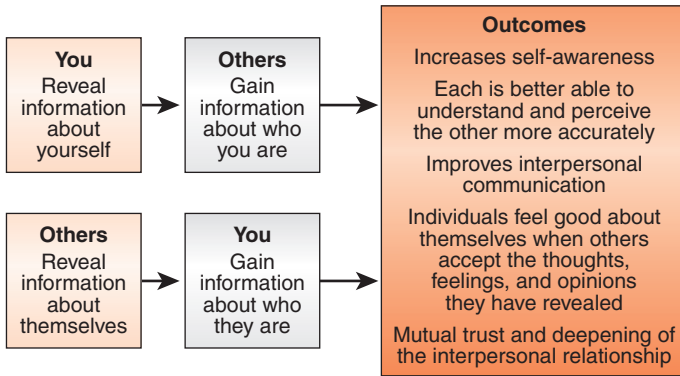 You
Reveal
information
about
yourself
Others
Gain
information
about who
you are
Others
Reveal
information
about
themselves
You
Gain
information
about who
they are
Outcomes
Increases self-awareness
Each is better able to
understand and perceive
the other more accurately
Improves interpersonal
communication
Individuals feel good about
themselves when others
accept the thoughts,
feelings, and opinions
they have revealed
Mutual trust and deepening of
the interpersonal relationship